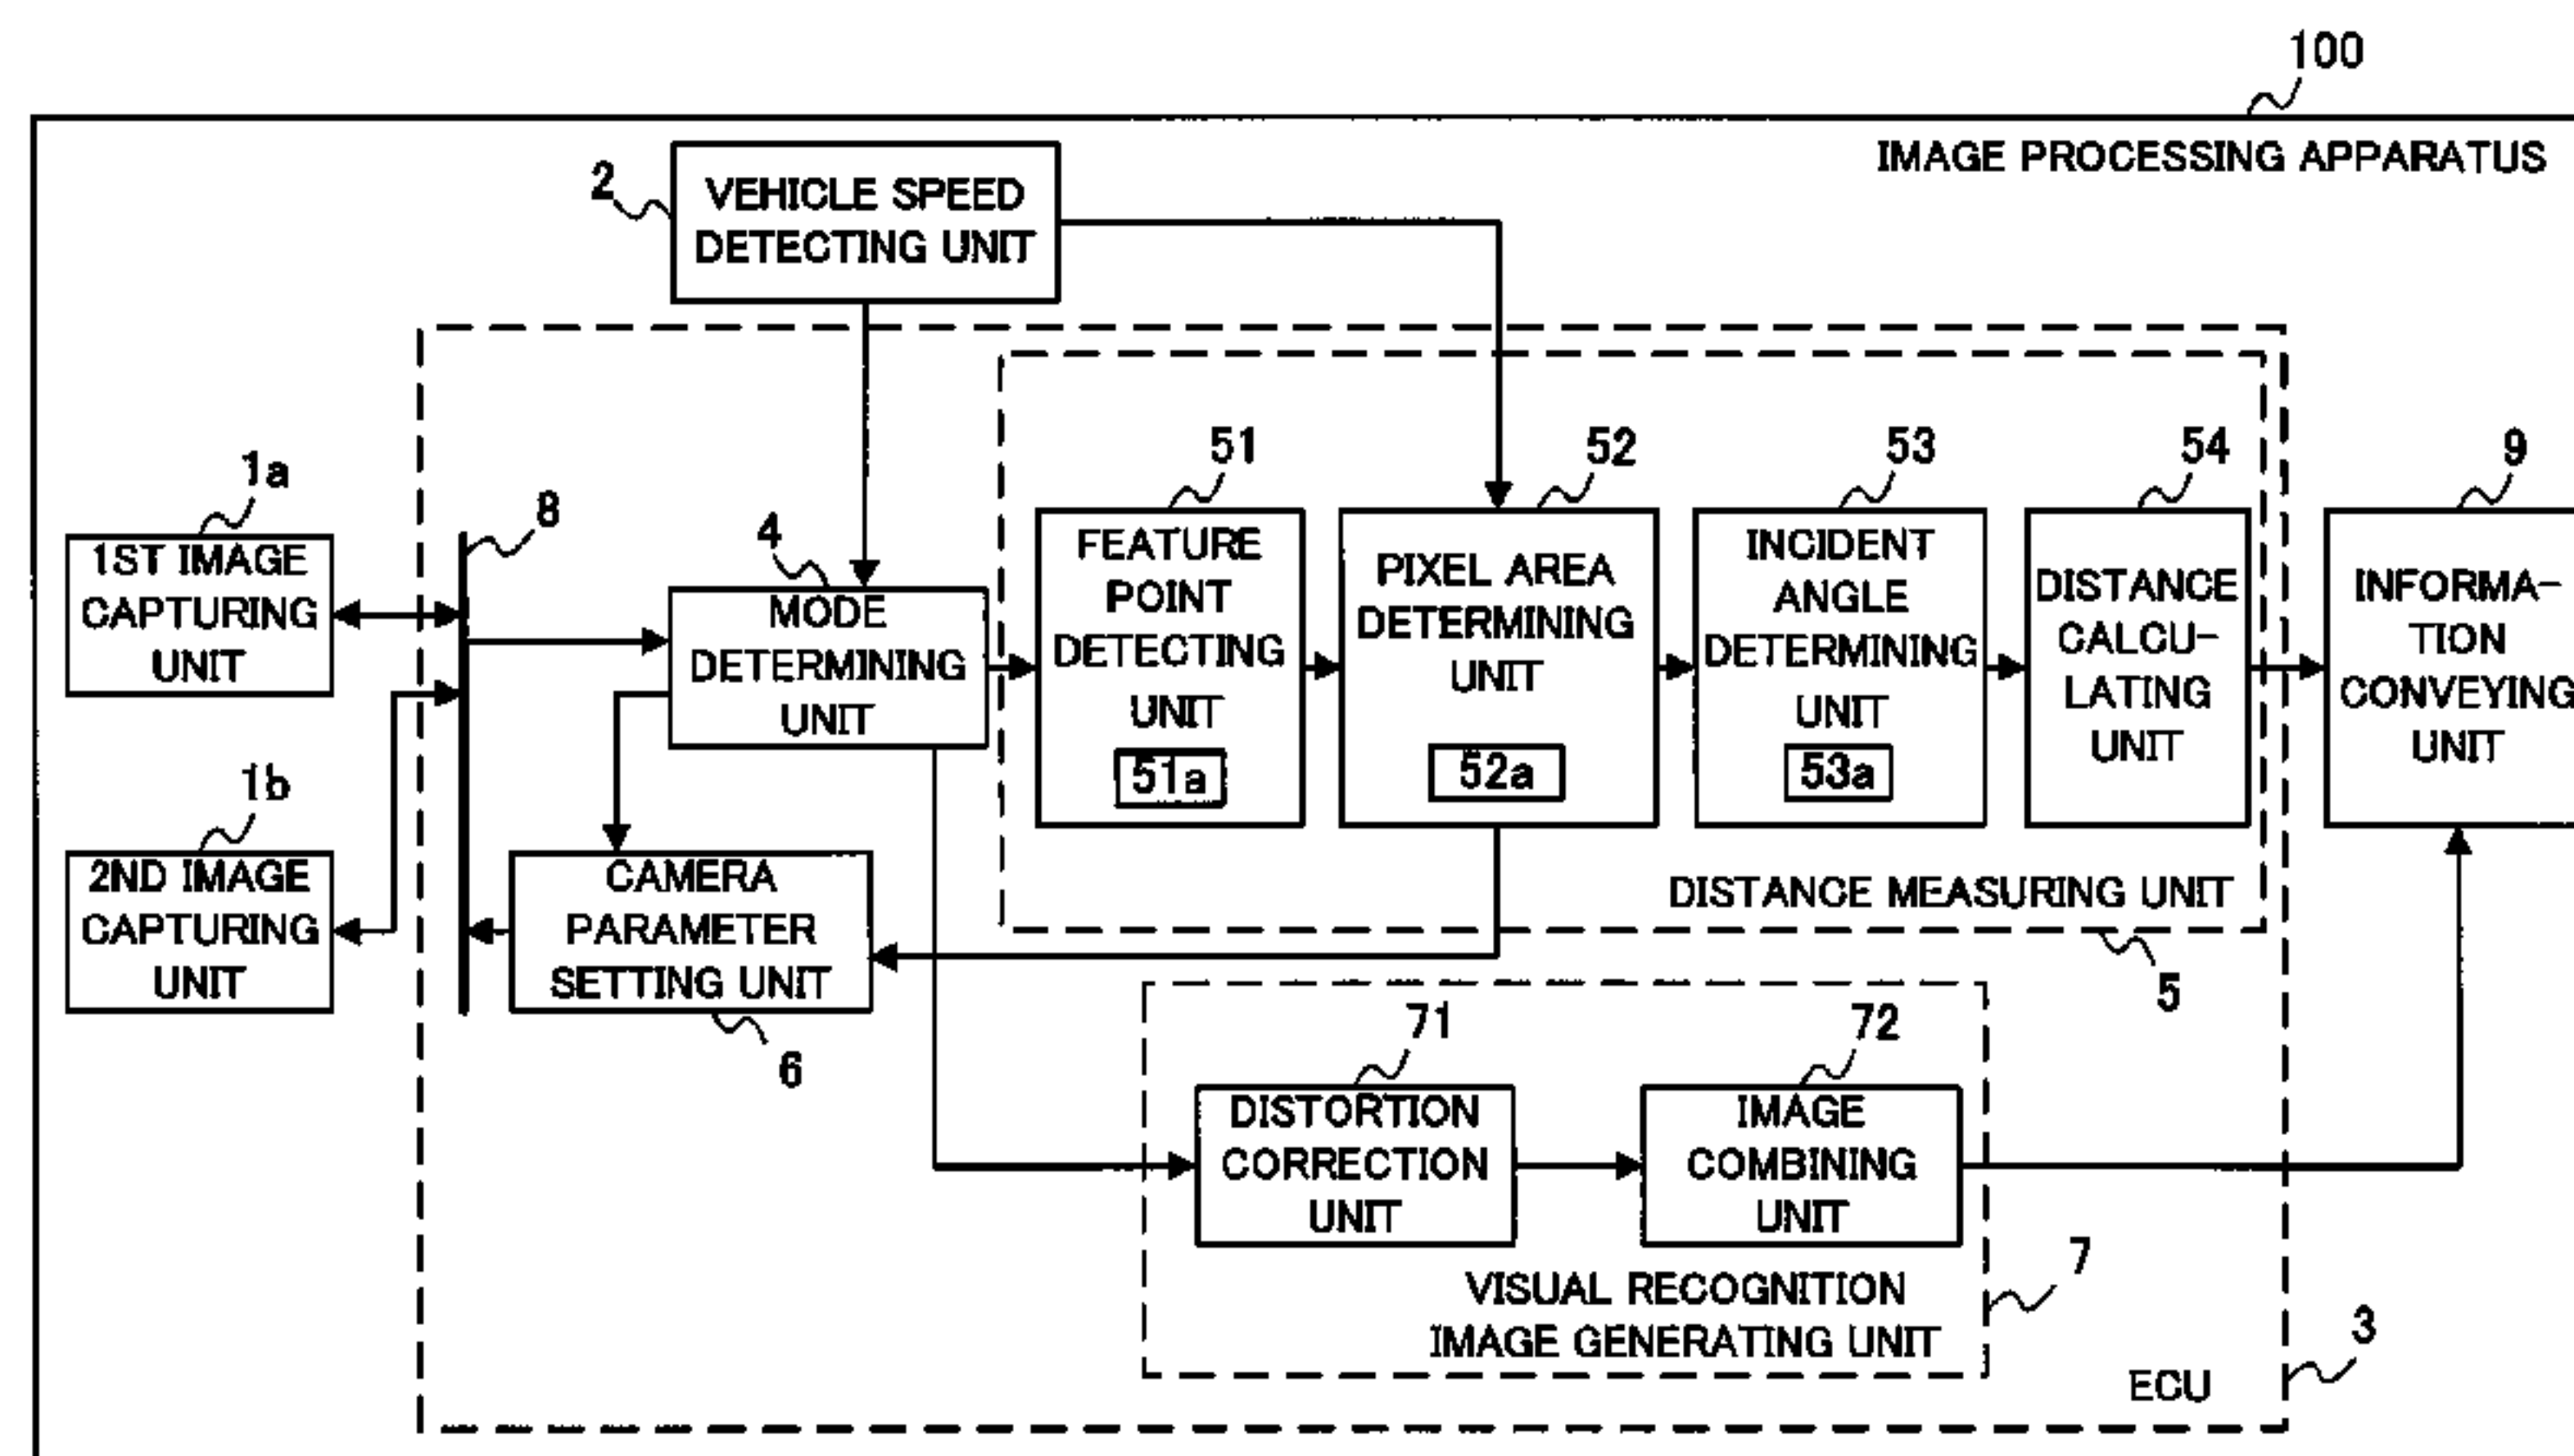 100
IMAGE PROCESSING APPARATUS
2
VEHICLE SPEED
DETECTING UNIT
1a
1ST IMAGE
CAPTURING
UNIT
1b
2ND IMAGE
CAPTURING
UNIT
8
4
MODE
DETERMINING
UNIT
CAMERA
PARAMETER
SETTING UNIT
6
51
FEATURE
POINT
DETECTING
UNIT
51a
52
PIXEL AREA
DETERMINING
UNIT
52a
53
INCIDENT
ANGLE
DETERMINING
UNIT
53a
54
DISTANCE
CALCU-
LATING
UNIT
DISTANCE MEASURING UNIT
5
9
INFORMA-
TION
CONVEYING
UNIT
71
DISTORTION
CORRECTION
UNIT
72
IMAGE
COMBINING
UNIT
VISUAL RECOGNITION
IMAGE GENERATING UNIT
7
ECU
3